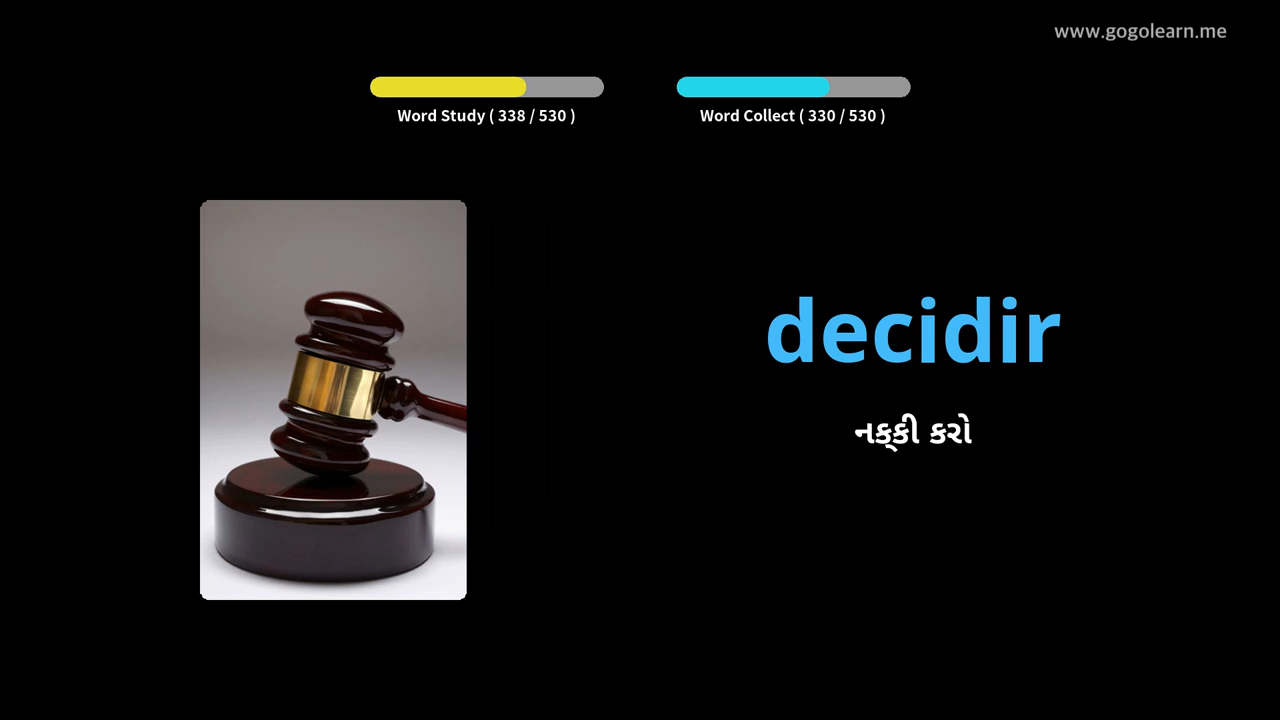 www.gogolearn.me
Word Study ( 338 / 530 )
Word Collect ( 330 / 530 )
decidir
નક્કી કરો